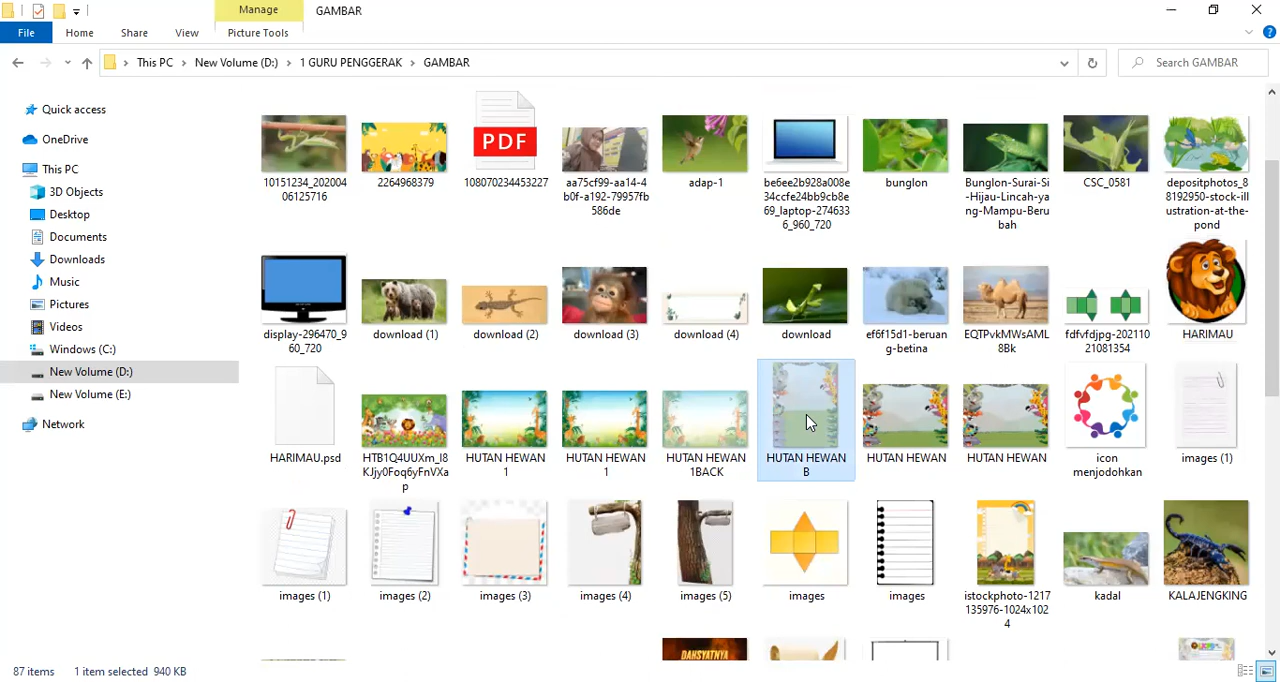 Manage
GAMBAR
File
Home
Share
View
Picture Tools
This PC
New Volume (D:)
1 GURU PENGGERAK
GAMBAR
Search GAMBAR
Quick access
OneDrive
This PC
3D Objects
Desktop
Documents
Downloads
Music
Pictures
Videos
Windows (C:)
New Volume (D:)
New Volume (E:)
Network
PDF
10151234_202004
06125716
2264968379
108070234453227
aa75cf99-aa14-4
b0f-a192-79957fb
586de
adap-1
be6ee2b928a008e
34ccfe24bb9cb8e
69_laptop-274633
6_960_720
bunglon
Bunglon-Surai-Si
-Hijau-Lincah-ya
ng-Mampu-Beru
bah
CSC_0581
depositphotos_8
8192950-stock-ill
ustration-at-the-
pond
display-296470_9
60_720
download (1)
download (2)
download (3)
download (4)
download
ef6f15d1-beruan
g-betina
EQTPvkMWsAML
8Bk
fdfvfdjpg-202110
21081354
HARIMAU
HARIMAU.psd
HTB1Q4UUXm_I8
KJjy0Foq6yFnVXa
p
HUTAN HEWAN
1
HUTAN HEWAN
1
HUTAN HEWAN
1BACK
HUTAN HEWAN
B
HUTAN HEWAN
HUTAN HEWAN
icon
menjodohkan
images (1)
images (1)
images (2)
images (3)
images (4)
images (5)
images
images
istockphoto-1217
135976-1024x102
4
kadal
KALAJENGKING
DAHSYATNYA
87 items
1 item selected
940 KB